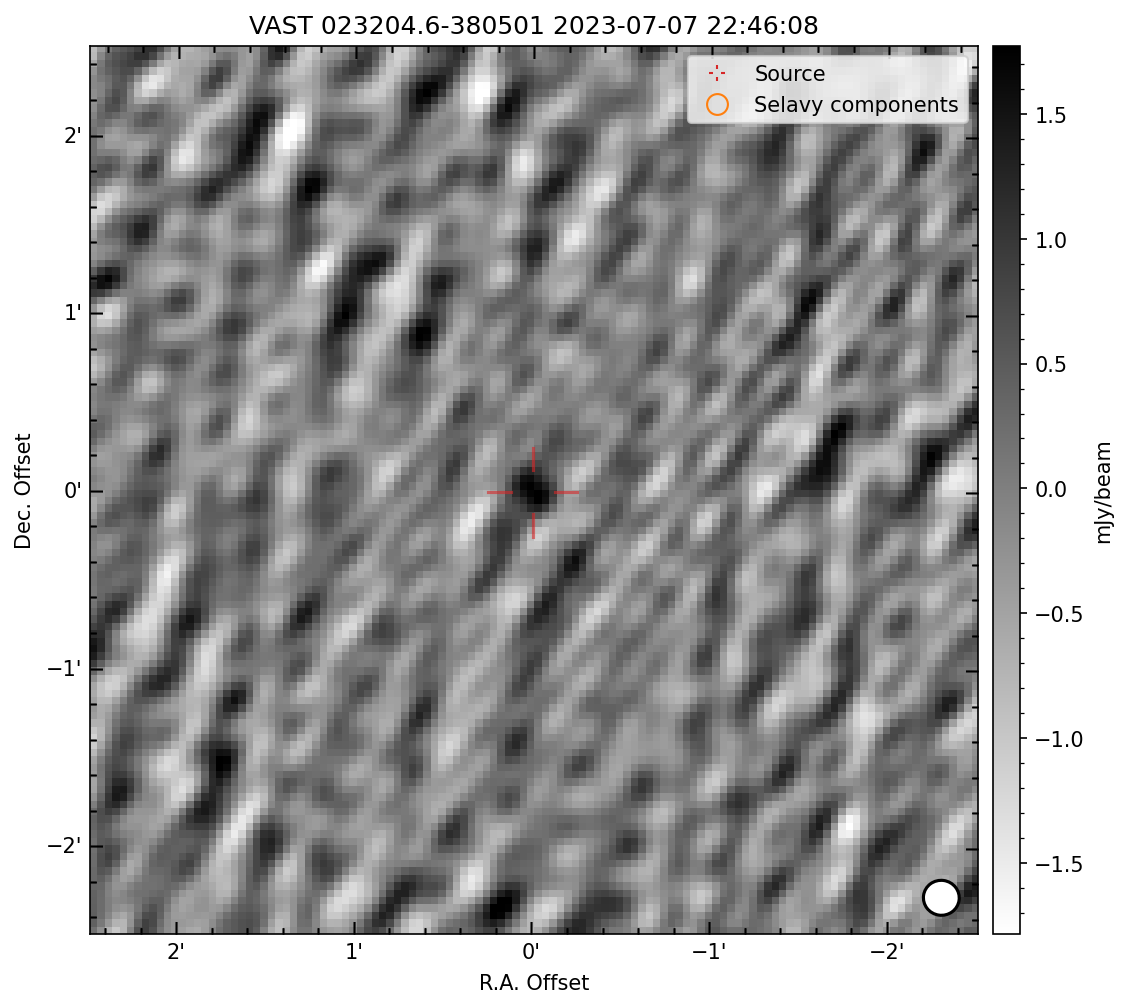 VAST 023204.6-380501 2023-07-07 22:46:08
Source
Selavy components
2'
1'
0'
−1'
−2'
Dec. Offset
2'
1'
0'
−1'
−2'
R.A. Offset
1.5
1.0
0.5
0.0
−0.5
−1.0
−1.5
mJy/beam